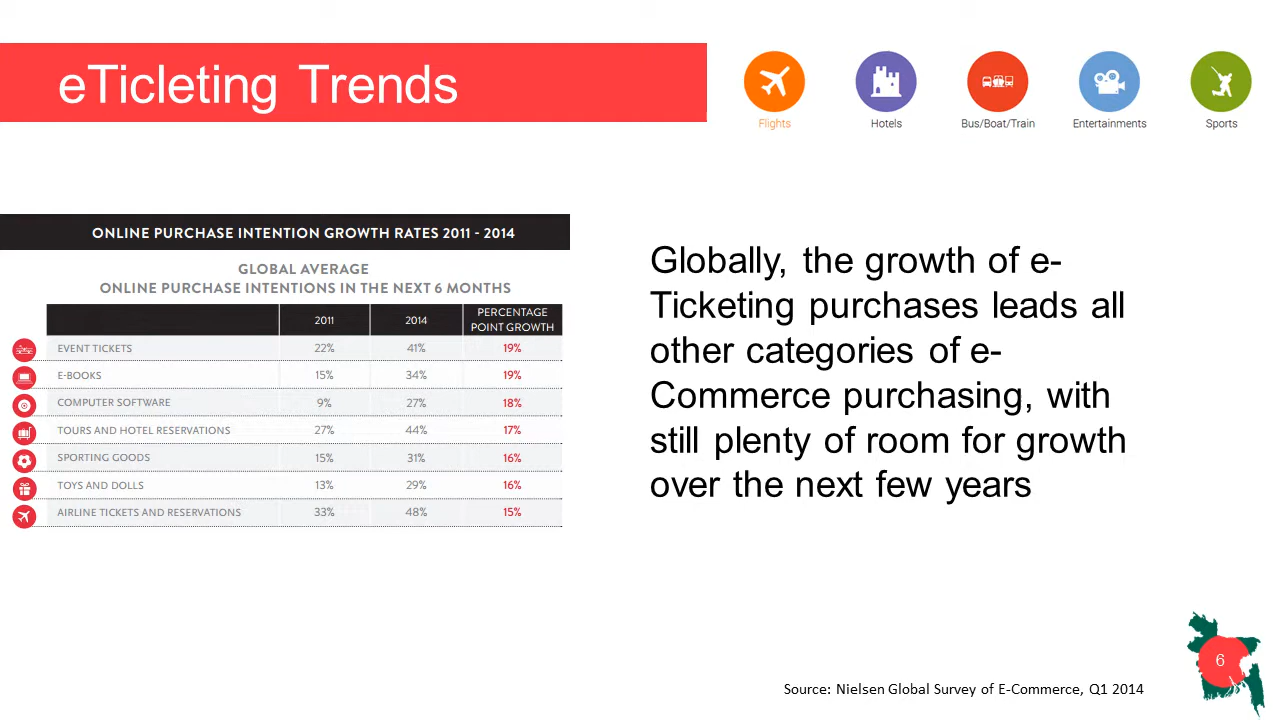 eTicleting Trends
Flights
Hotels
Bus/Boat/Train
Entertainments
Sports
ONLINE PURCHASE INTENTION GROWTH RATES 2011 - 2014
GLOBAL AVERAGE
ONLINE PURCHASE INTENTIONS IN THE NEXT 6 MONTHS
2011 2014 PERCENTAGE
POINT GROWTH
EVENT TICKETS 22% 41% 19%
E-BOOKS 15% 34% 19%
COMPUTER SOFTWARE 9% 27% 18%
TOURS AND HOTEL RESERVATIONS 27% 44% 17%
SPORTING GOODS 15% 31% 16%
TOYS AND DOLLS 13% 29% 16%
AIRLINE TICKETS AND RESERVATIONS 33% 48% 15%
Globally, the growth of e-
Ticketing purchases leads all
other categories of e-
Commerce purchasing, with
still plenty of room for growth
over the next few years
6
Source: Nielsen Global Survey of E-Commerce, Q1 2014